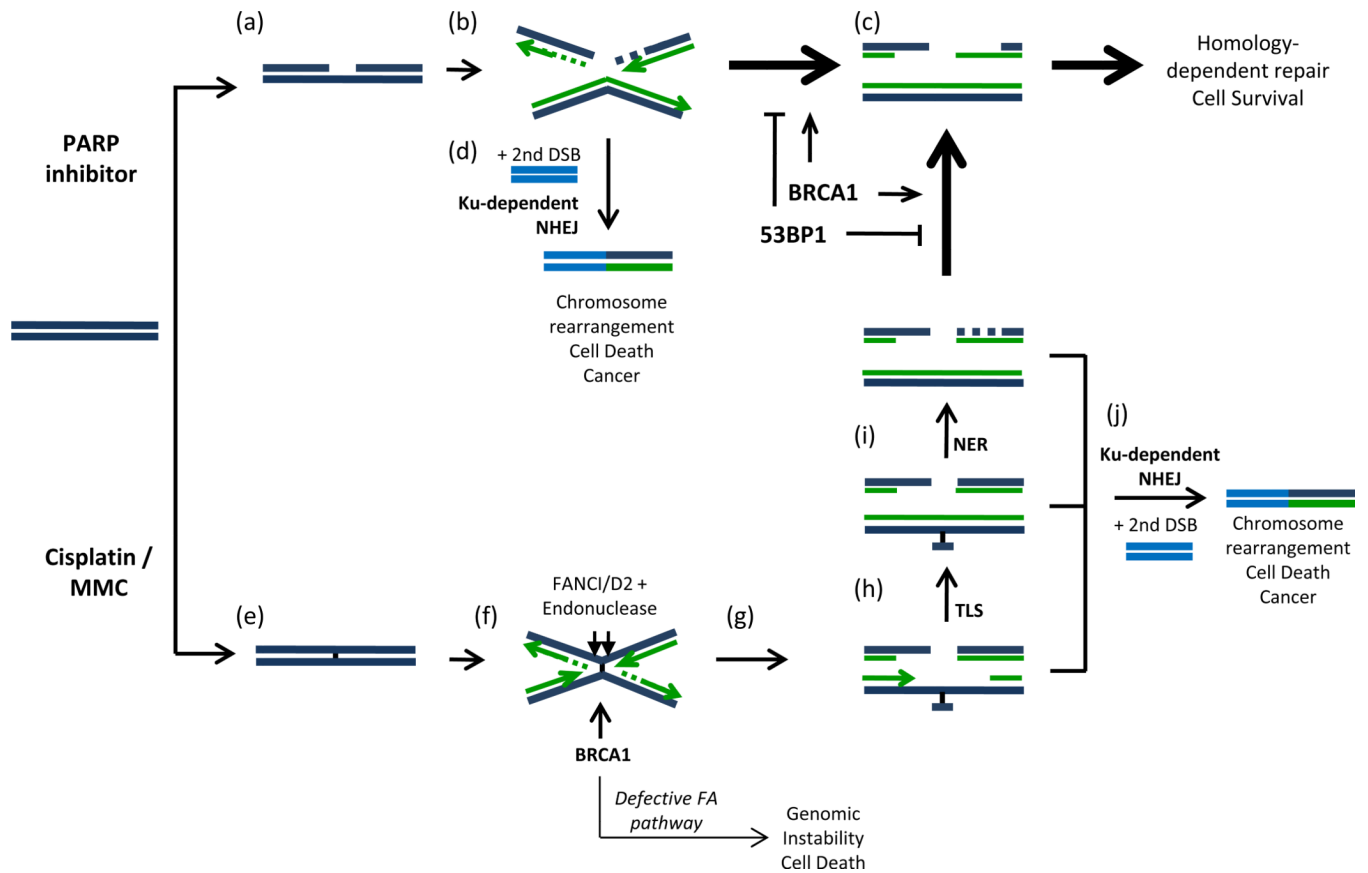 (a)
(b)
(c)
Homology-
dependent repair
Cell Survival
PARP
inhibitor
(d)
+ 2nd DSB
Ku-dependent
NHEJ
BRCA1
53BP1
Chromosome
rearrangement
Cell Death
Cancer
(i)
NER
(j)
Ku-dependent
NHEJ
+ 2nd DSB
Chromosome
rearrangement
Cell Death
Cancer
Cisplatin /
MMC
(e)
(f)
FANCI/D2 +
Endonuclease
(g)
(h)
TLS
BRCA1
Defective FA
pathway
Genomic
Instability
Cell Death